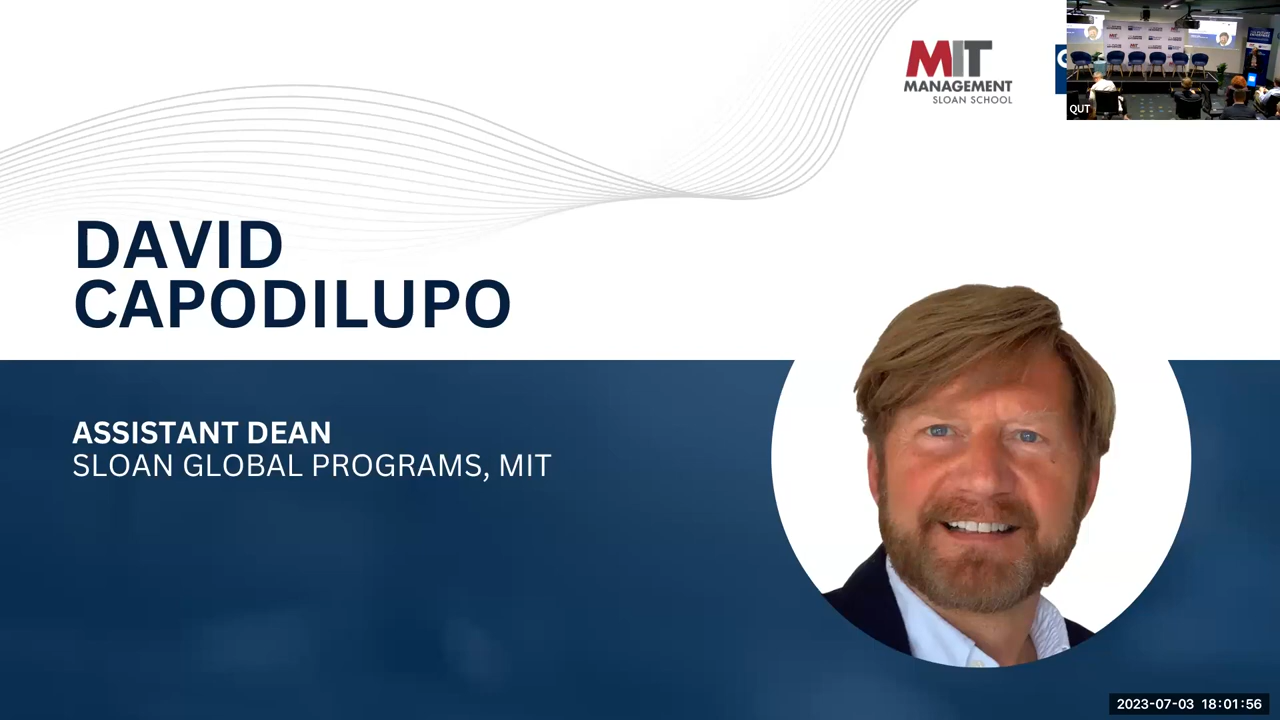 MIT
MANAGEMENT
SLOAN SCHOOL
QUT
DAVID
CAPODILUPO
ASSISTANT DEAN
SLOAN GLOBAL PROGRAMS, MIT
2023-07-03 18:01:56